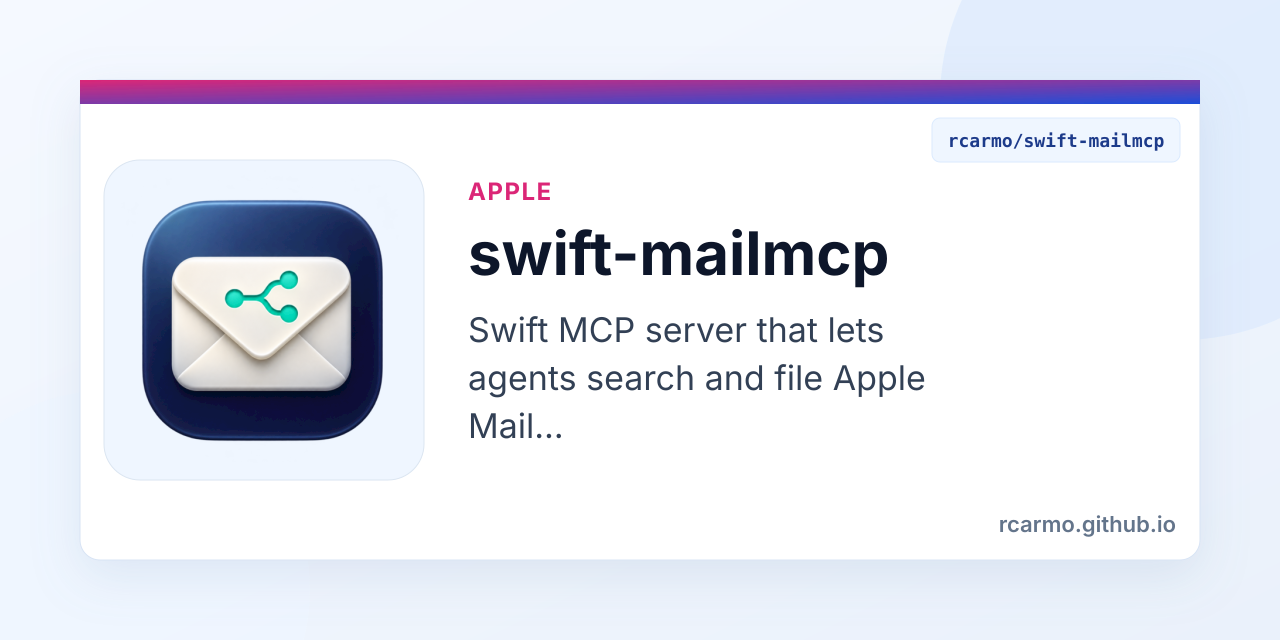 rcarmo/swift-mailmcp
APPLE
swift-mailmcp
Swift MCP server that lets
agents search and file Apple
Mail...
rcarmo.github.io